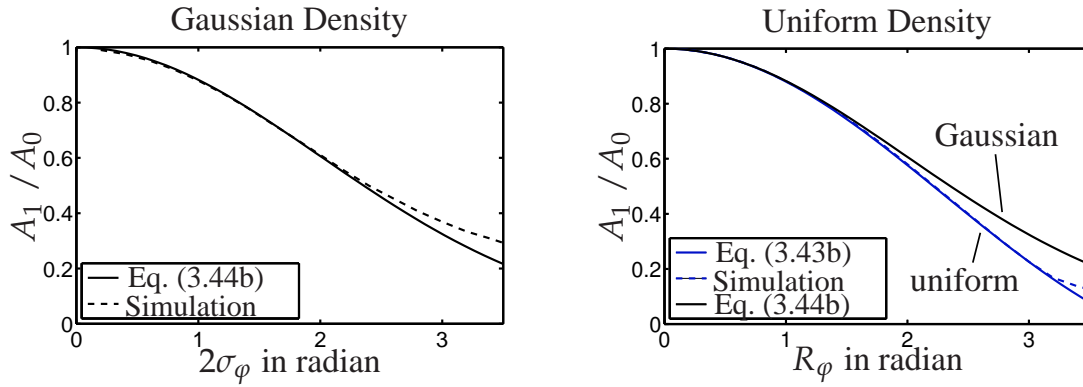 Gaussian Density
1
0.8
0.6
0.4
0.2
0
A1 / A0
Eq. (3.44b)
Simulation
0 1 2 3
2σφ in radian
Uniform Density
1
0.8
0.6
0.4
0.2
0
A1 / A0
Gaussian
uniform
Eq. (3.43b)
Simulation
Eq. (3.44b)
0 1 2 3
Rφ in radian